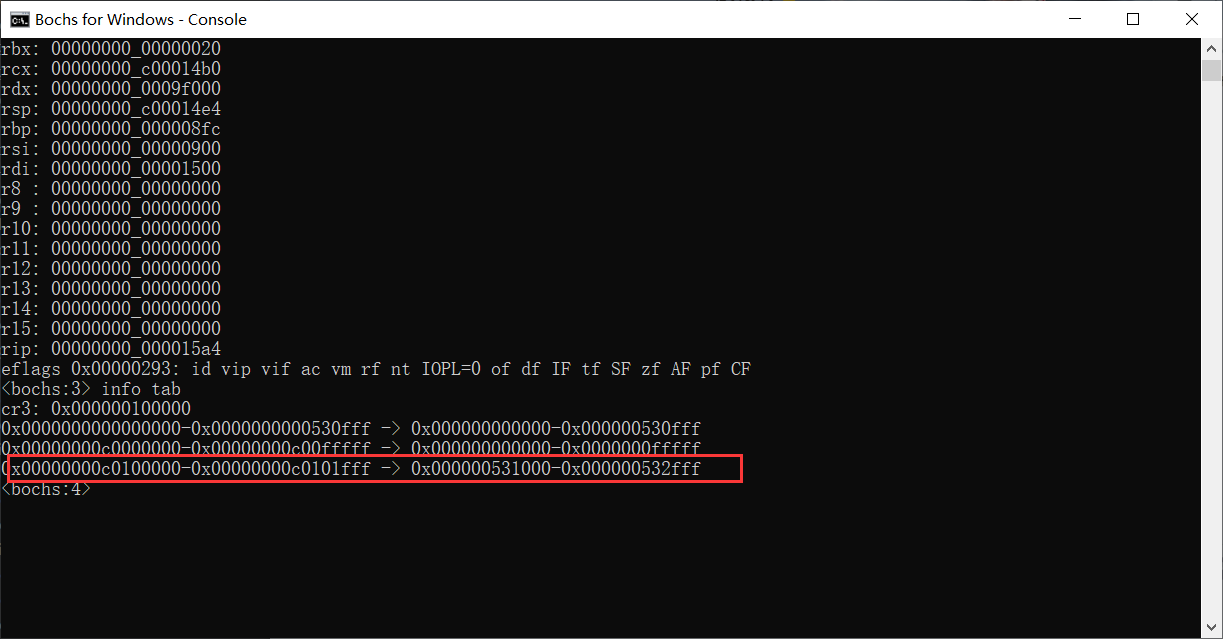 Bochs for Windows - Console
rbx: 00000000_00000020
rcx: 00000000_c00014b0
rdx: 00000000_0009f000
rsp: 00000000_c00014e4
rbp: 00000000_000008fc
rsi: 00000000_00000900
rdi: 00000000_00001500
r8 : 00000000_00000000
r9 : 00000000_00000000
r10: 00000000_00000000
r11: 00000000_00000000
r12: 00000000_00000000
r13: 00000000_00000000
r14: 00000000_00000000
r15: 00000000_00000000
rip: 00000000_000015a4
eflags 0x00000293: id vip vif ac vm rf nt IOPL=0 of df IF tf SF zf AF pf CF
<bochs:3> info tab
cr3: 0x000000100000
0x0000000000000000-0x0000000000530fff -> 0x000000000000-0x000000530fff
0x00000000c0000000-0x00000000c00fffff -> 0x000000000000-0x0000000fffff
0x00000000c0100000-0x00000000c0101fff -> 0x000000531000-0x000000532fff
<bochs:4>